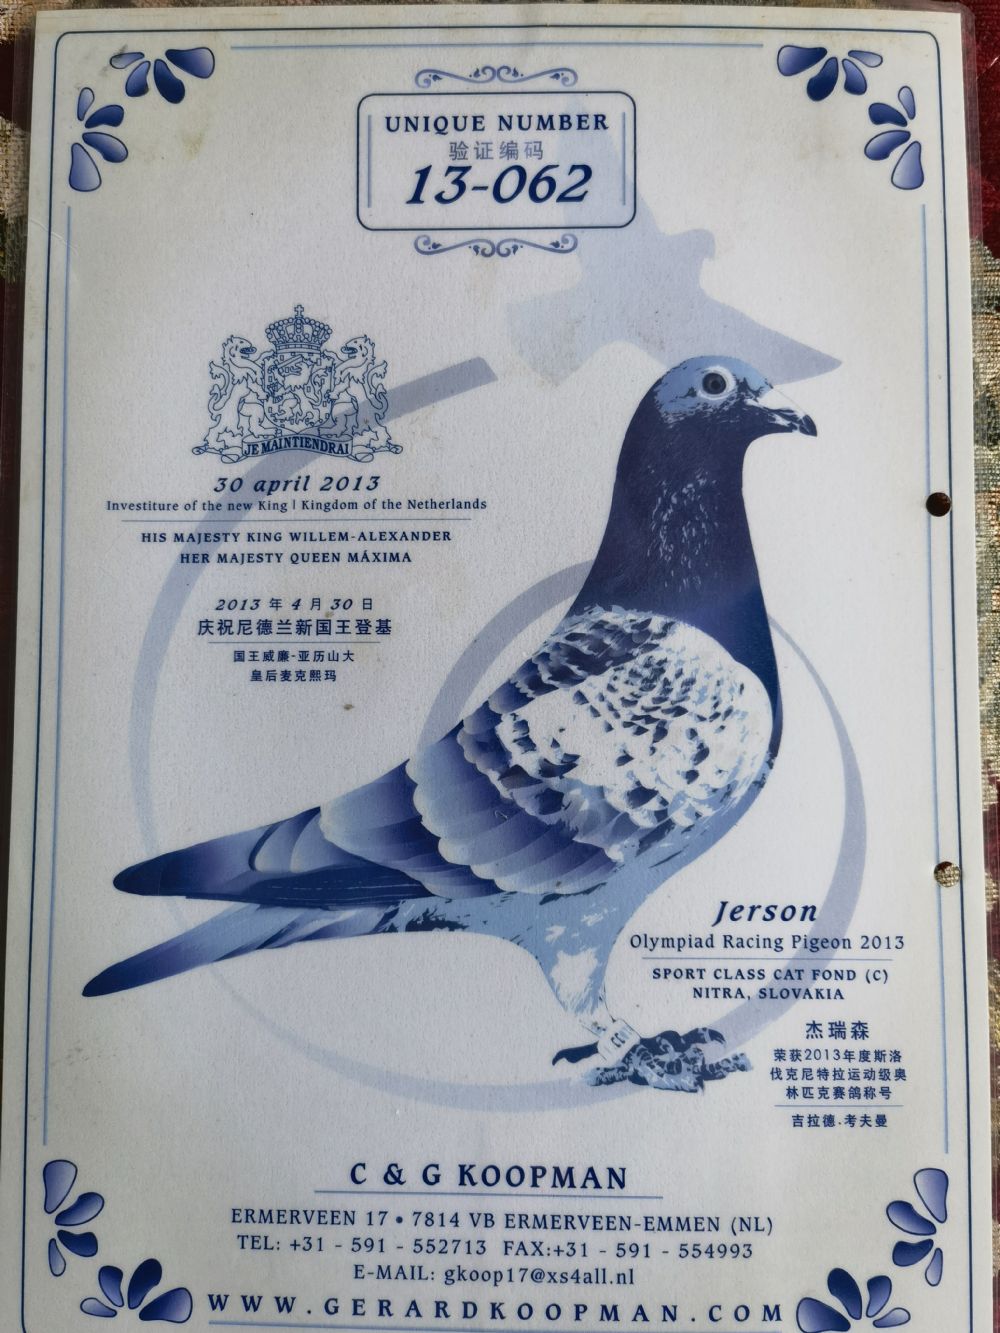 UNIQUE NUMBER
验证编码
13-062
JE MAINTIENDRAI
30 april 2013
Investiture of the new King | Kingdom of the Netherlands
HIS MAJESTY KING WILLEM-ALEXANDER
HER MAJESTY QUEEN MÁXIMA
2013 年 4 月 30 日
庆祝尼德兰新国王登基
国王威廉-亚历山大
皇后麦克熙玛
Jerson
Olympiad Racing Pigeon 2013
SPORT CLASS CAT FOND (C)
NITRA, SLOVAKIA
杰瑞森
荣获2013年度斯洛
伐克尼特拉运动级奥
林匹克赛鸽称号
吉拉德.考夫曼
C & G KOOPMAN
ERMERVEEN 17 • 7814 VB ERMERVEEN-EMMEN (NL)
TEL: +31 - 591 - 552713 FAX:+31 - 591 - 554993
E-MAIL: gkoop17@xs4all.nl
WWW.GERARDKOOPMAN.COM